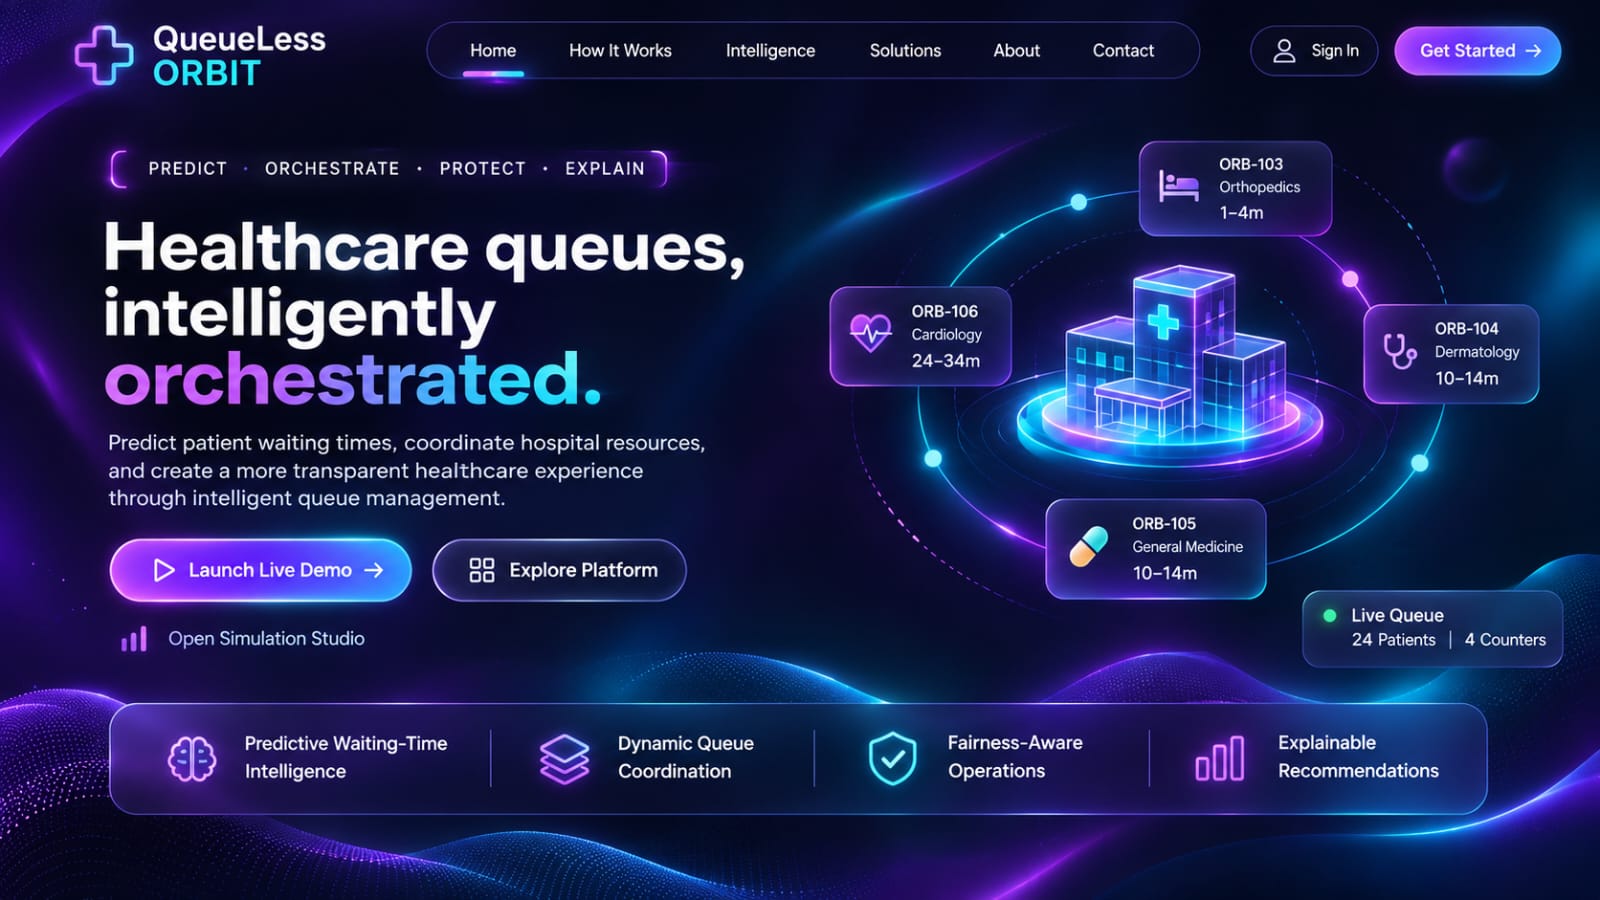 QueueLess
ORBIT
Home
How It Works
Intelligence
Solutions
About
Contact
Sign In
Get Started →
PREDICT · ORCHESTRATE · PROTECT · EXPLAIN
Healthcare queues,
intelligently
orchestrated.
Predict patient waiting times, coordinate hospital resources,
and create a more transparent healthcare experience
through intelligent queue management.
Launch Live Demo →
Explore Platform
Open Simulation Studio
ORB-103
Orthopedics
1–4m
ORB-106
Cardiology
24–34m
ORB-104
Dermatology
10–14m
ORB-105
General Medicine
10–14m
Live Queue
24 Patients | 4 Counters
Predictive Waiting-Time
Intelligence
Dynamic Queue
Coordination
Fairness-Aware
Operations
Explainable
Recommendations